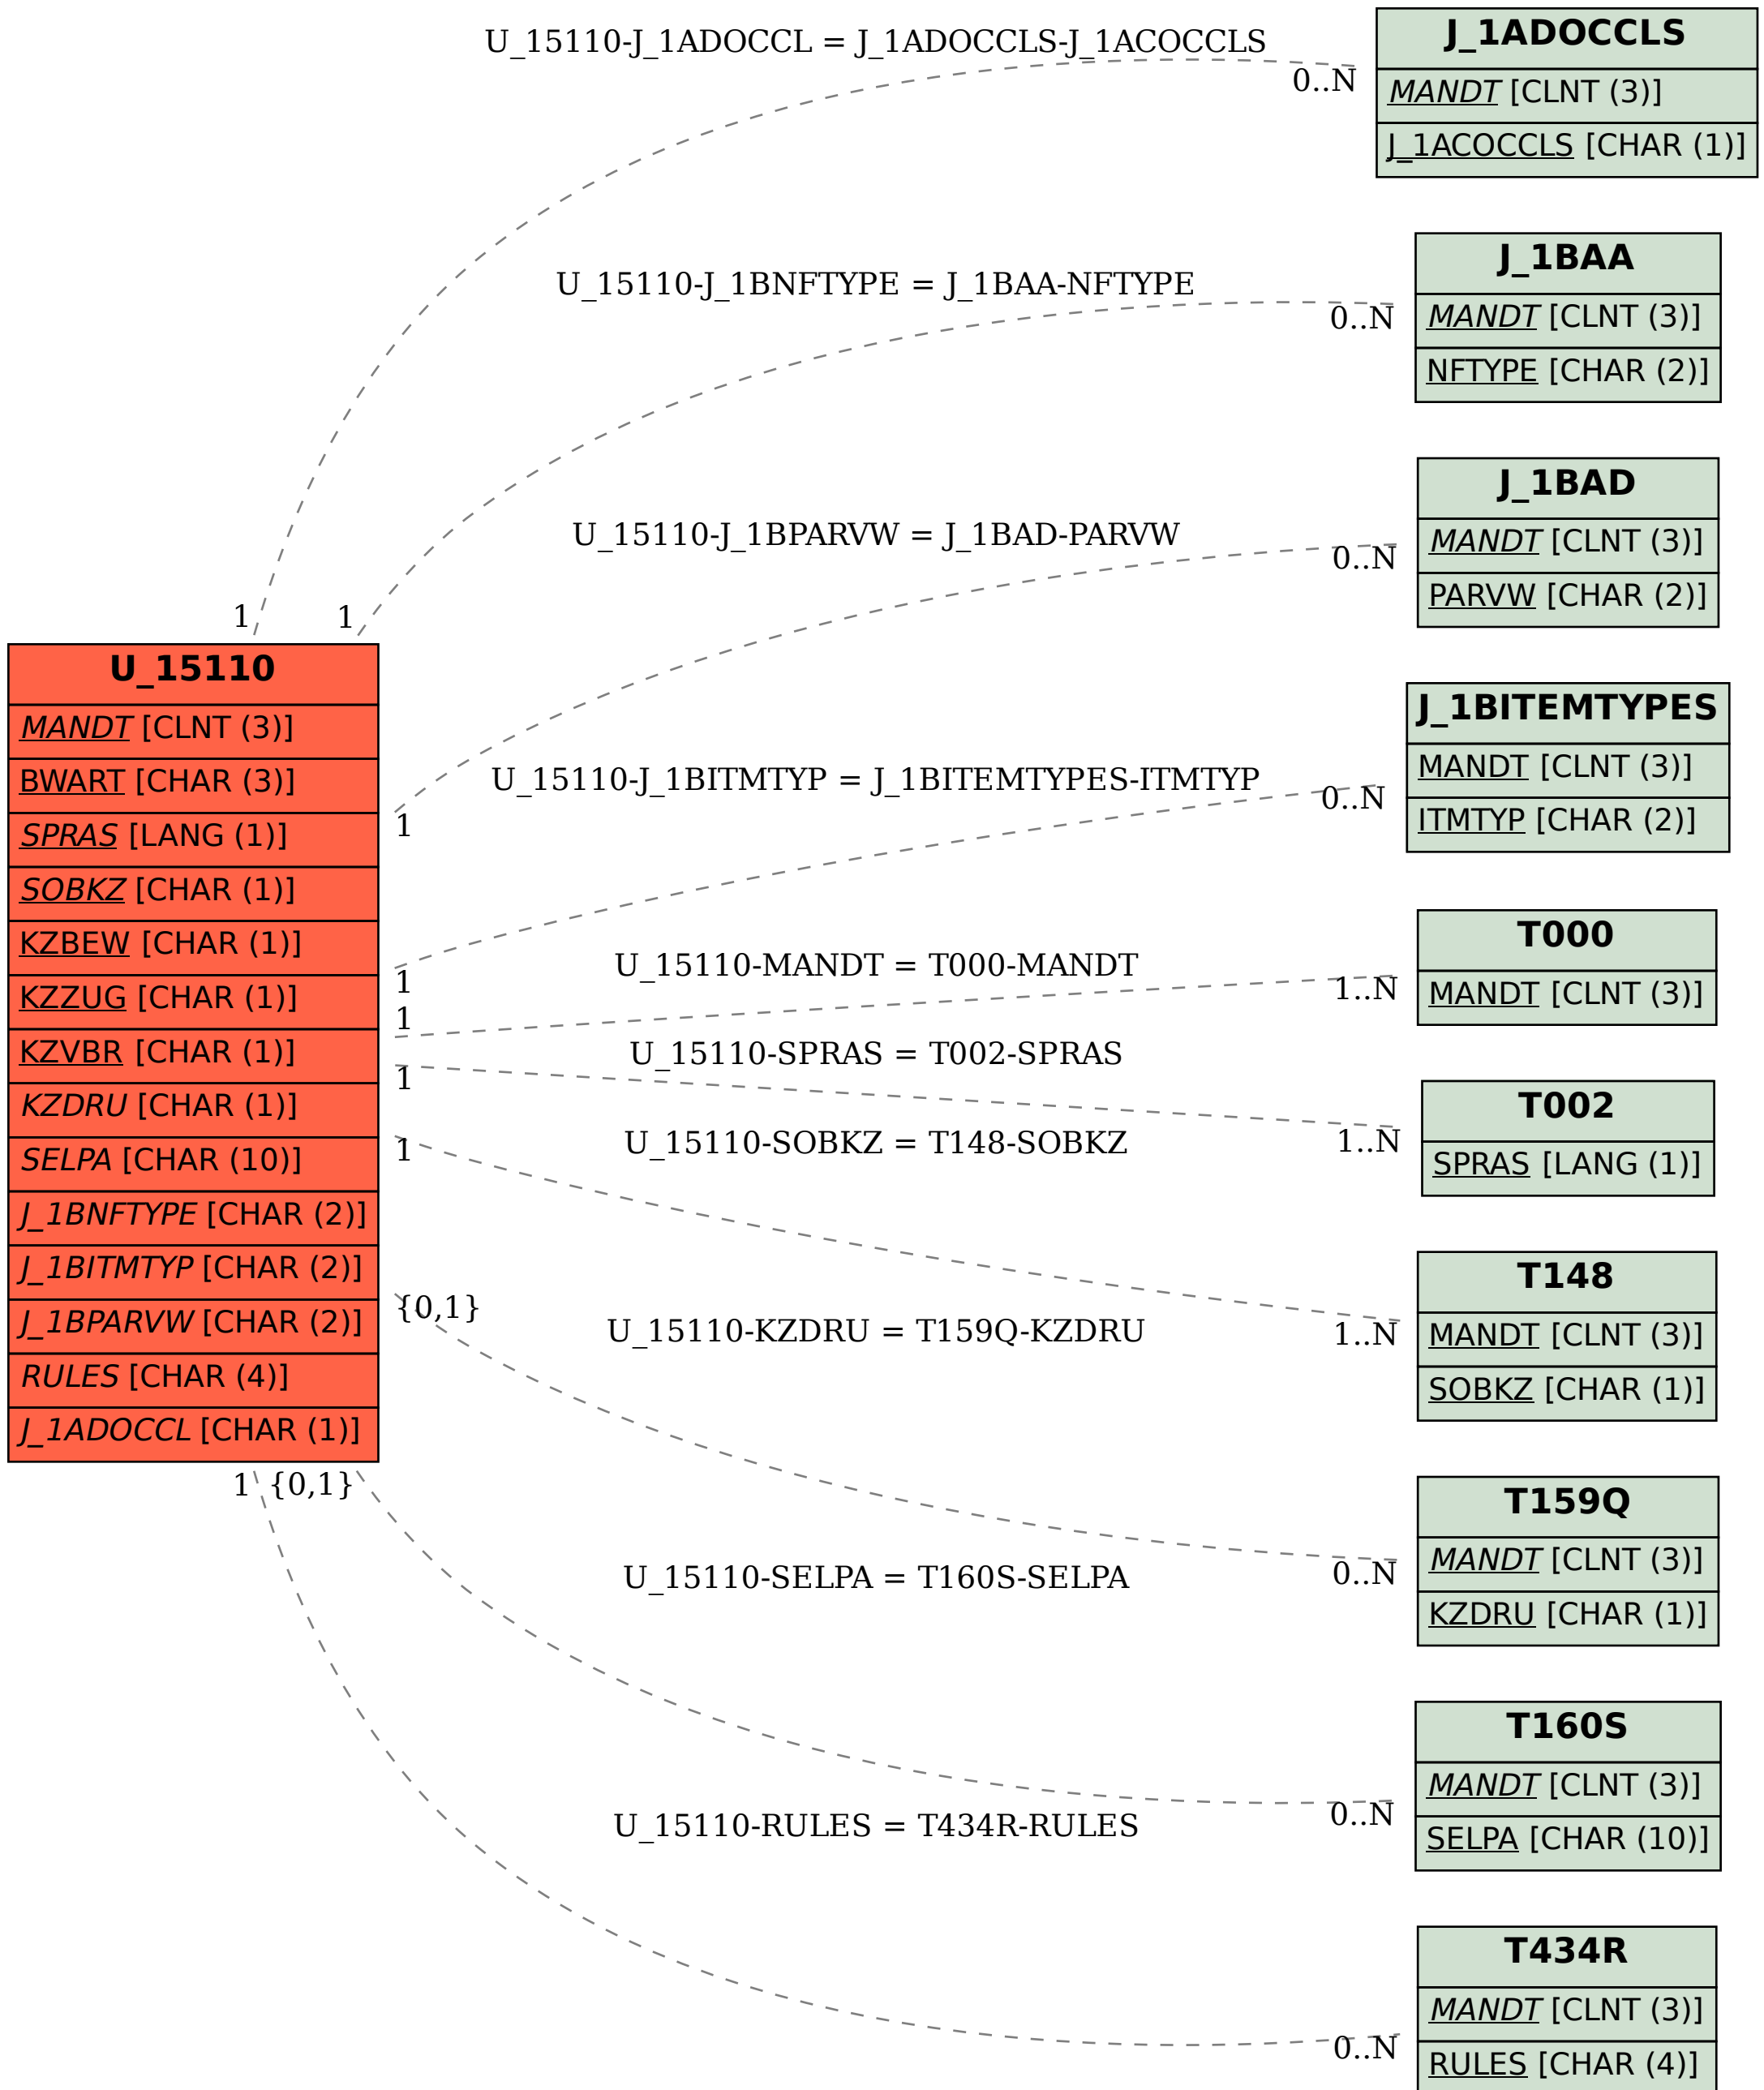 U_15110-J_1ADOCCL = J_1ADOCCLS-J_1ACOCCLS
0..N
1
J_1ADOCCLS
MANDT [CLNT (3)]
J_1ACOCCLS [CHAR (1)]
U_15110-J_1BNFTYPE = J_1BAA-NFTYPE
0..N
1
J_1BAA
MANDT [CLNT (3)]
NFTYPE [CHAR (2)]
U_15110-J_1BPARVW = J_1BAD-PARVW
0..N
1
J_1BAD
MANDT [CLNT (3)]
PARVW [CHAR (2)]
U_15110
MANDT [CLNT (3)]
BWART [CHAR (3)]
SPRAS [LANG (1)]
SOBKZ [CHAR (1)]
KZBEW [CHAR (1)]
KZZUG [CHAR (1)]
KZVBR [CHAR (1)]
KZDRU [CHAR (1)]
SELPA [CHAR (10)]
J_1BNFTYPE [CHAR (2)]
J_1BITMTYP [CHAR (2)]
J_1BPARVW [CHAR (2)]
RULES [CHAR (4)]
J_1ADOCCL [CHAR (1)]
U_15110-J_1BITMTYP = J_1BITEMTYPES-ITMTYP
0..N
1
J_1BITEMTYPES
MANDT [CLNT (3)]
ITMTYP [CHAR (2)]
U_15110-MANDT = T000-MANDT
1..N
1
T000
MANDT [CLNT (3)]
U_15110-SPRAS = T002-SPRAS
1..N
1
T002
SPRAS [LANG (1)]
U_15110-SOBKZ = T148-SOBKZ
1..N
1
T148
MANDT [CLNT (3)]
SOBKZ [CHAR (1)]
U_15110-KZDRU = T159Q-KZDRU
0..N
{0,1}
T159Q
MANDT [CLNT (3)]
KZDRU [CHAR (1)]
U_15110-SELPA = T160S-SELPA
0..N
{0,1}
T160S
MANDT [CLNT (3)]
SELPA [CHAR (10)]
U_15110-RULES = T434R-RULES
0..N
1
T434R
MANDT [CLNT (3)]
RULES [CHAR (4)]